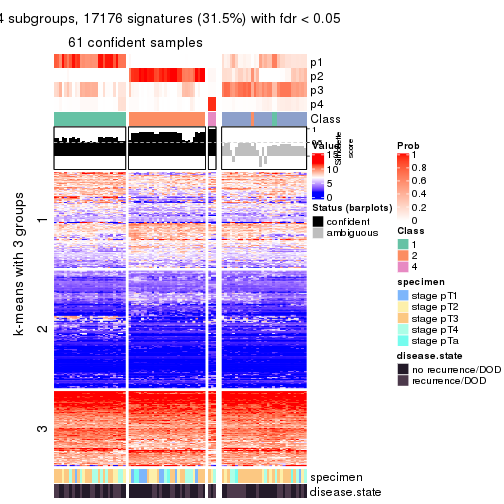 4 subgroups, 17176 signatures (31.5%) with fdr < 0.05
61 confident samples
p1
p2
p3
p4
Class
1
Silhouette
score
k-means with 3 groups
1
2
3
specimen
disease.state
Value
15
10
5
0
Status (barplots)
confident
ambiguous
Prob
1
0.8
0.6
0.4
0.2
0
Class
1
2
4
specimen
stage pT1
stage pT2
stage pT3
stage pT4
stage pTa
disease.state
no recurrence/DOD
recurrence/DOD